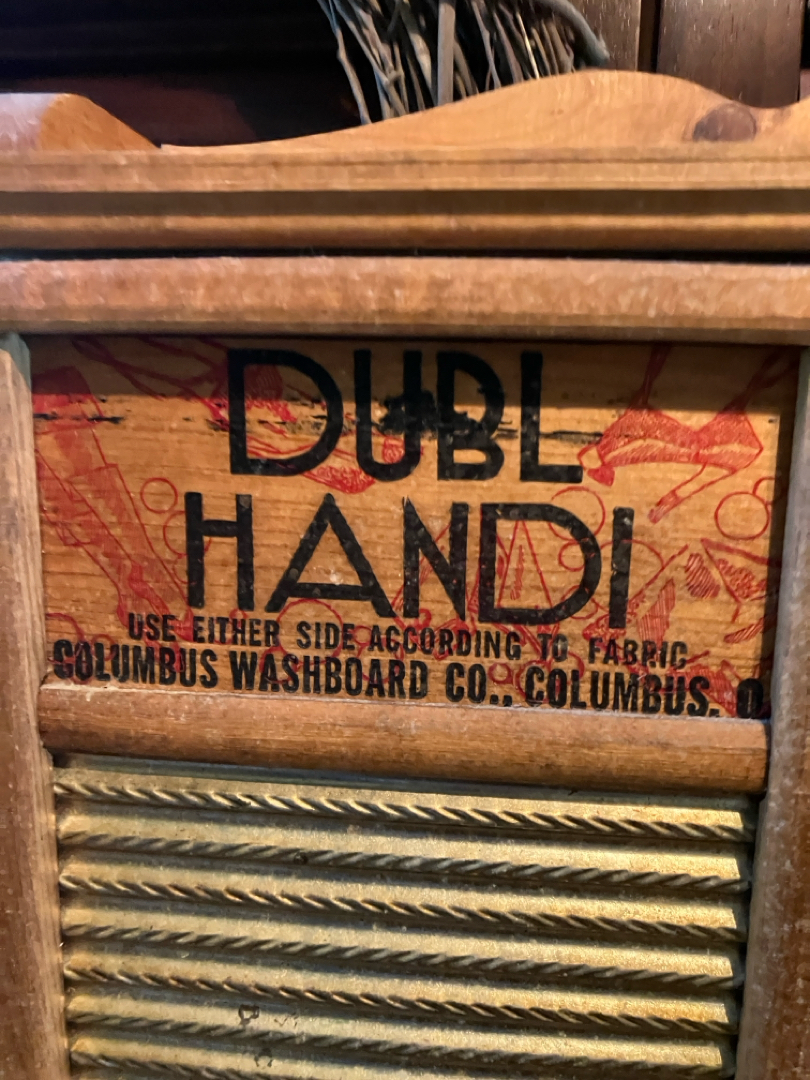 DUBL
HANDI
USE EITHER SIDE ACCORDING TO FABRIC
COLUMBUS WASHBOARD CO., COLUMBUS, O